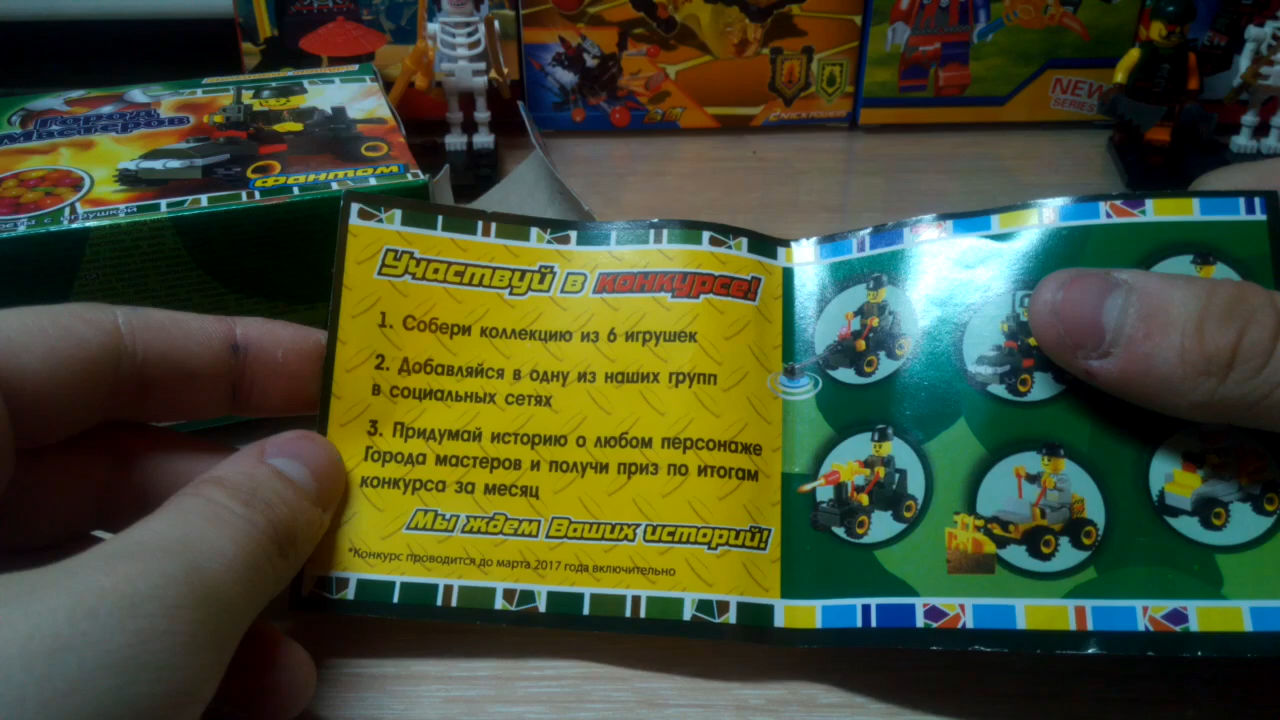 Город
мастеров
Фантом
с игрушкой
NEW
SERIES
Участвуй в конкурсе!
1. Собери коллекцию из 6 игрушек
2. Добавляйся в одну из наших групп
в социальных сетях
3. Придумай историю о любом персонаже
Города мастеров и получи приз по итогам
конкурса за месяц
Мы ждем Ваших историй!
*Конкурс проводится до марта 2017 года включительно